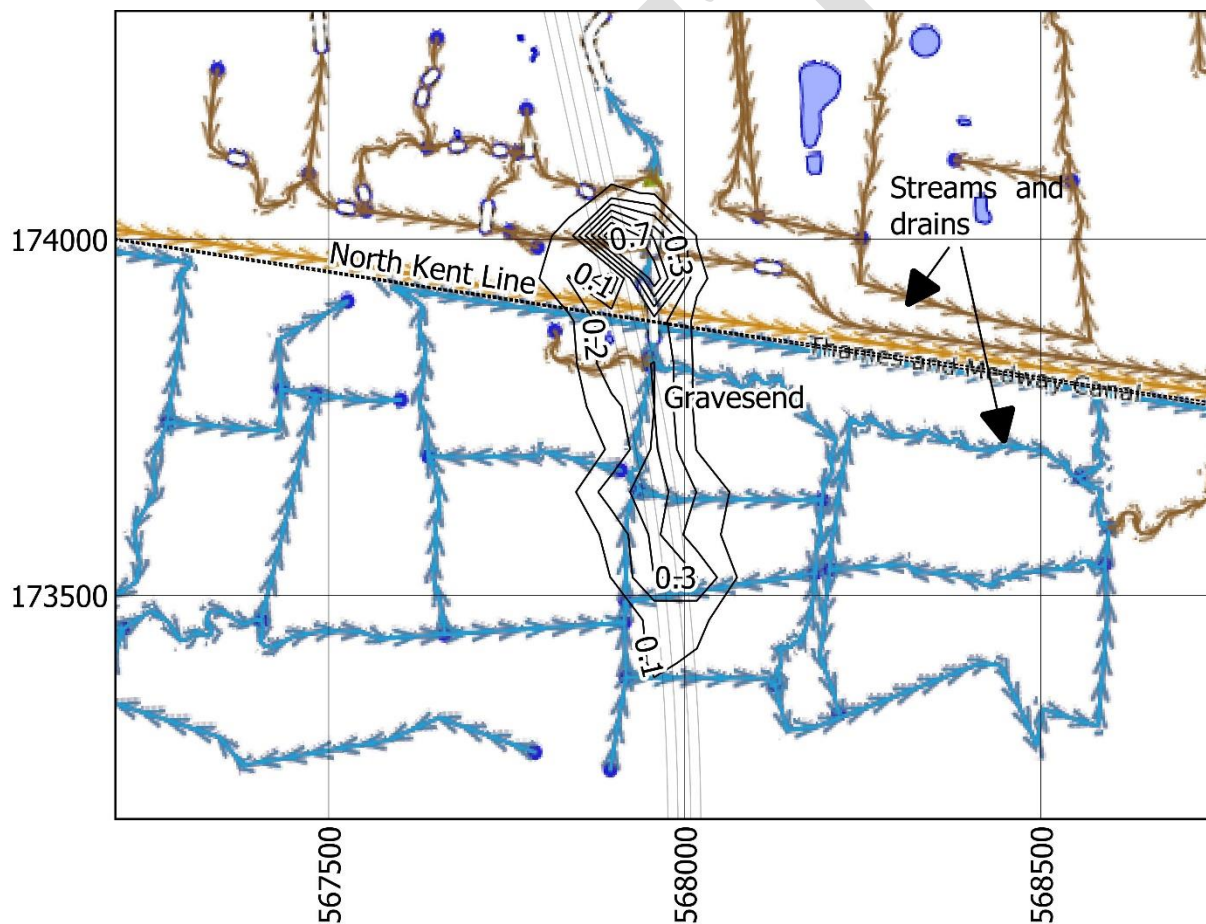 Streams and
drains
174000
0.7
0.3
North Kent Line
0.1
0.2
Thames and Medway Canal
Gravesend
0.3
173500
0.1
567500
568000
568500